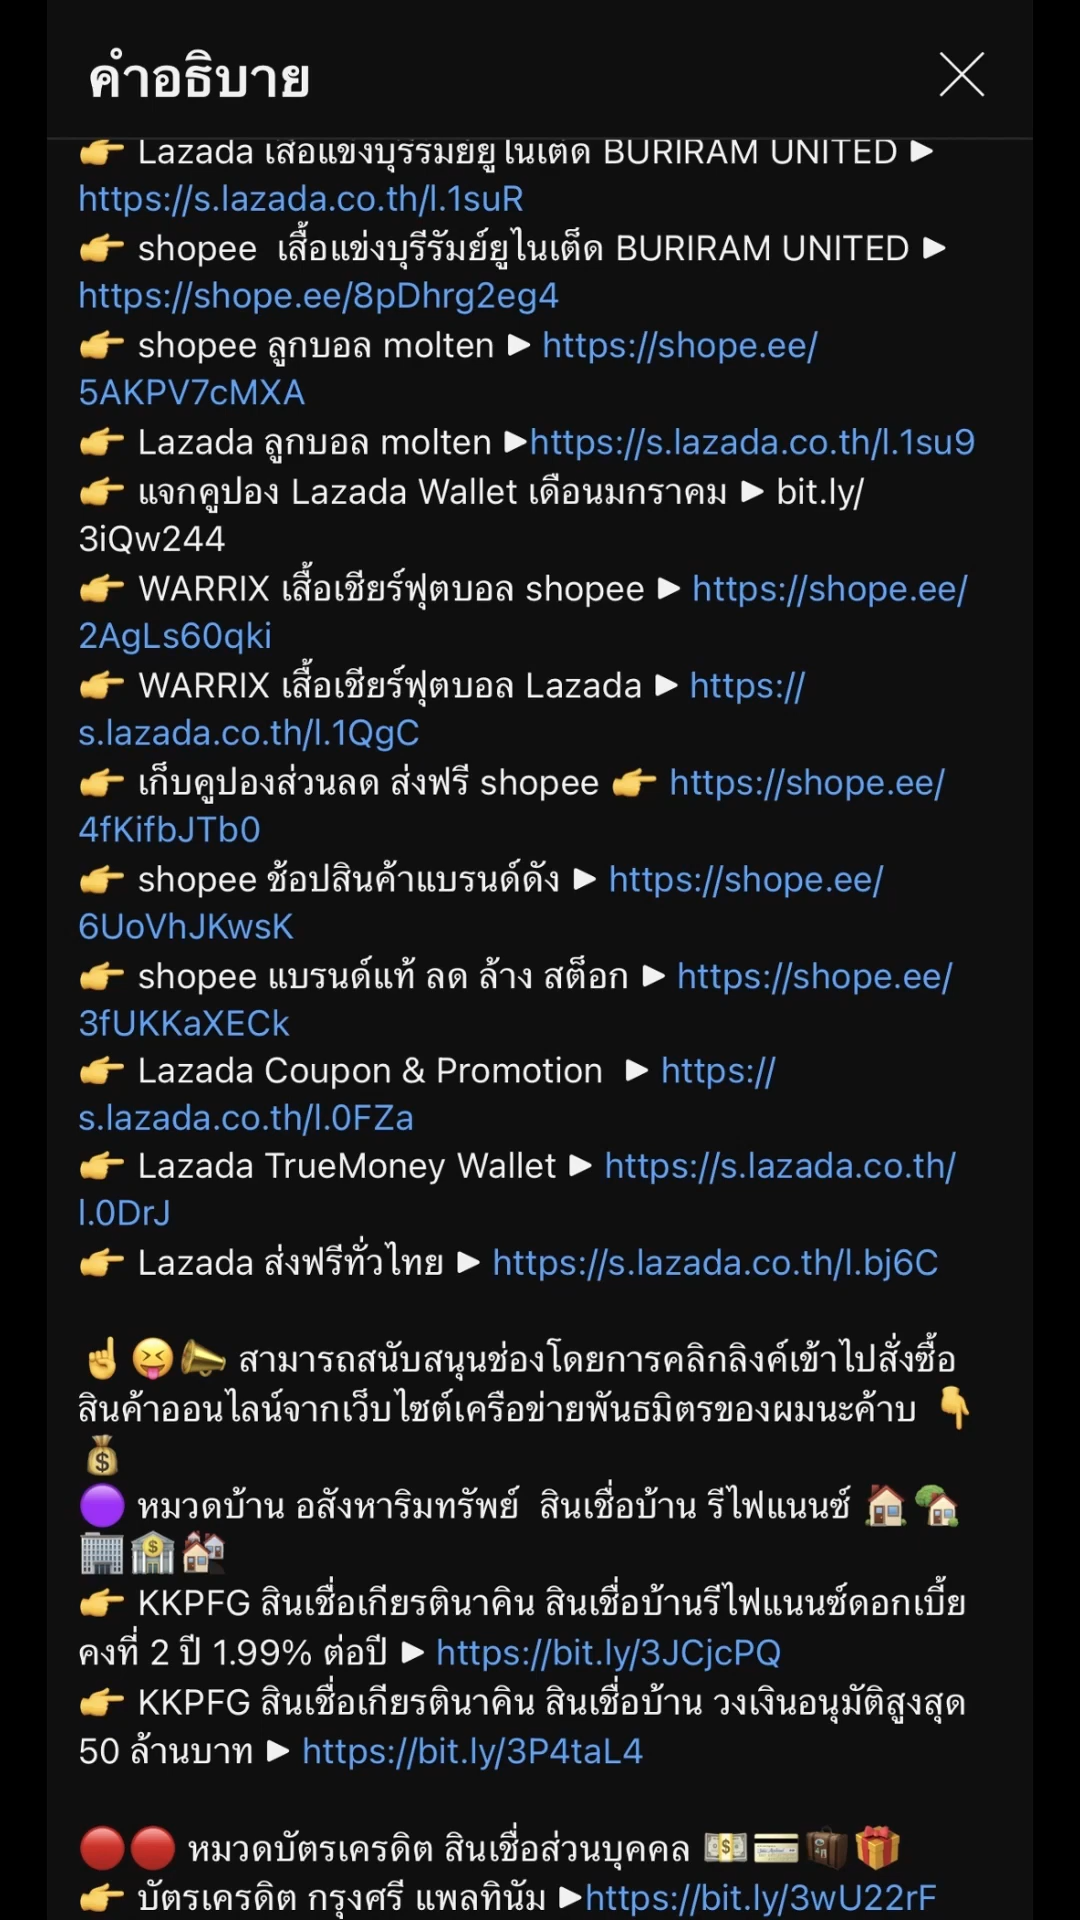 คำอธิบาย
👉 Lazada เสื้อแข่งบุรีรัมย์ยูไนเต็ด BURIRAM UNITED ▶
https://s.lazada.co.th/l.1suR
👉 shopee  เสื้อแข่งบุรีรัมย์ยูไนเต็ด BURIRAM UNITED ▶
https://shope.ee/8pDhrg2eg4
👉 shopee ลูกบอล molten ▶ https://shope.ee/
5AKPV7cMXA
👉 Lazada ลูกบอล molten ▶https://s.lazada.co.th/l.1su9
👉 แจกคูปอง Lazada Wallet เดือนมกราคม ▶ bit.ly/
3iQw244
👉 WARRIX เสื้อเชียร์ฟุตบอล shopee ▶ https://shope.ee/
2AgLs60qki
👉 WARRIX เสื้อเชียร์ฟุตบอล Lazada ▶ https://
s.lazada.co.th/l.1QgC
👉 เก็บคูปองส่วนลด ส่งฟรี shopee 👉 https://shope.ee/
4fKifbJTb0
👉 shopee ช้อปสินค้าแบรนด์ดัง ▶ https://shope.ee/
6UoVhJKwsK
👉 shopee แบรนด์แท้ ลด ล้าง สต็อก ▶ https://shope.ee/
3fUKKaXECk
👉 Lazada Coupon & Promotion  ▶ https://
s.lazada.co.th/l.0FZa
👉 Lazada TrueMoney Wallet ▶ https://s.lazada.co.th/
l.0DrJ
👉 Lazada ส่งฟรีทั่วไทย ▶ https://s.lazada.co.th/l.bj6C
☝️😝📣 สามารถสนับสนุนช่องโดยการคลิกลิงค์เข้าไปสั่งซื้อ
สินค้าออนไลน์จากเว็บไซต์เครือข่ายพันธมิตรของผมนะค้าบ 👇
💰
🟣 หมวดบ้าน อสังหาริมทรัพย์  สินเชื่อบ้าน รีไฟแนนซ์ 🏠🏡
🏢🏦🏘️
👉 KKPFG สินเชื่อเกียรตินาคิน สินเชื่อบ้านรีไฟแนนซ์ดอกเบี้ย
คงที่ 2 ปี 1.99% ต่อปี ▶ https://bit.ly/3JCjcPQ
👉 KKPFG สินเชื่อเกียรตินาคิน สินเชื่อบ้าน วงเงินอนุมัติสูงสุด
50 ล้านบาท ▶ https://bit.ly/3P4taL4
🔴🔴 หมวดบัตรเครดิต สินเชื่อส่วนบุคคล 💵💳🧳🎁
👉 บัตรเครดิต กรุงศรี แพลทินัม ▶https://bit.ly/3wU22rF